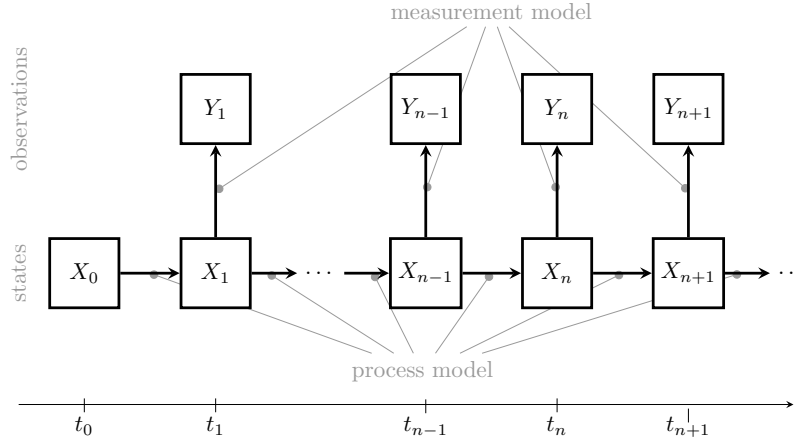 measurement model
observations
Y₁ Yₙ₋₁ Yₙ Yₙ₊₁
states
X₀ X₁ ··· Xₙ₋₁ Xₙ Xₙ₊₁ ··
process model
t₀ t₁ tₙ₋₁ tₙ tₙ₊₁